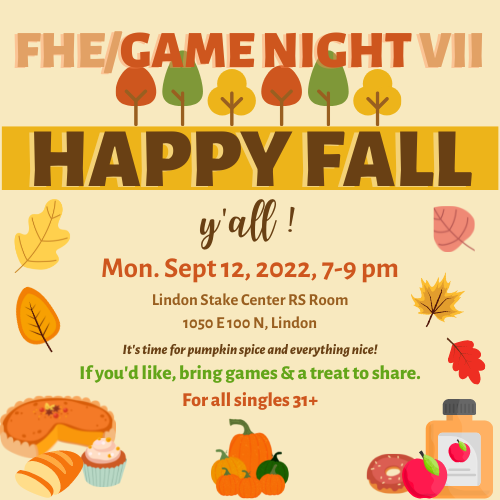 FHE/GAME NIGHT VII
HAPPY FALL
y'all !
Mon. Sept 12, 2022, 7-9 pm
Lindon Stake Center RS Room
1050 E 100 N, Lindon
It's time for pumpkin spice and everything nice!
If you'd like, bring games & a treat to share.
For all singles 31+